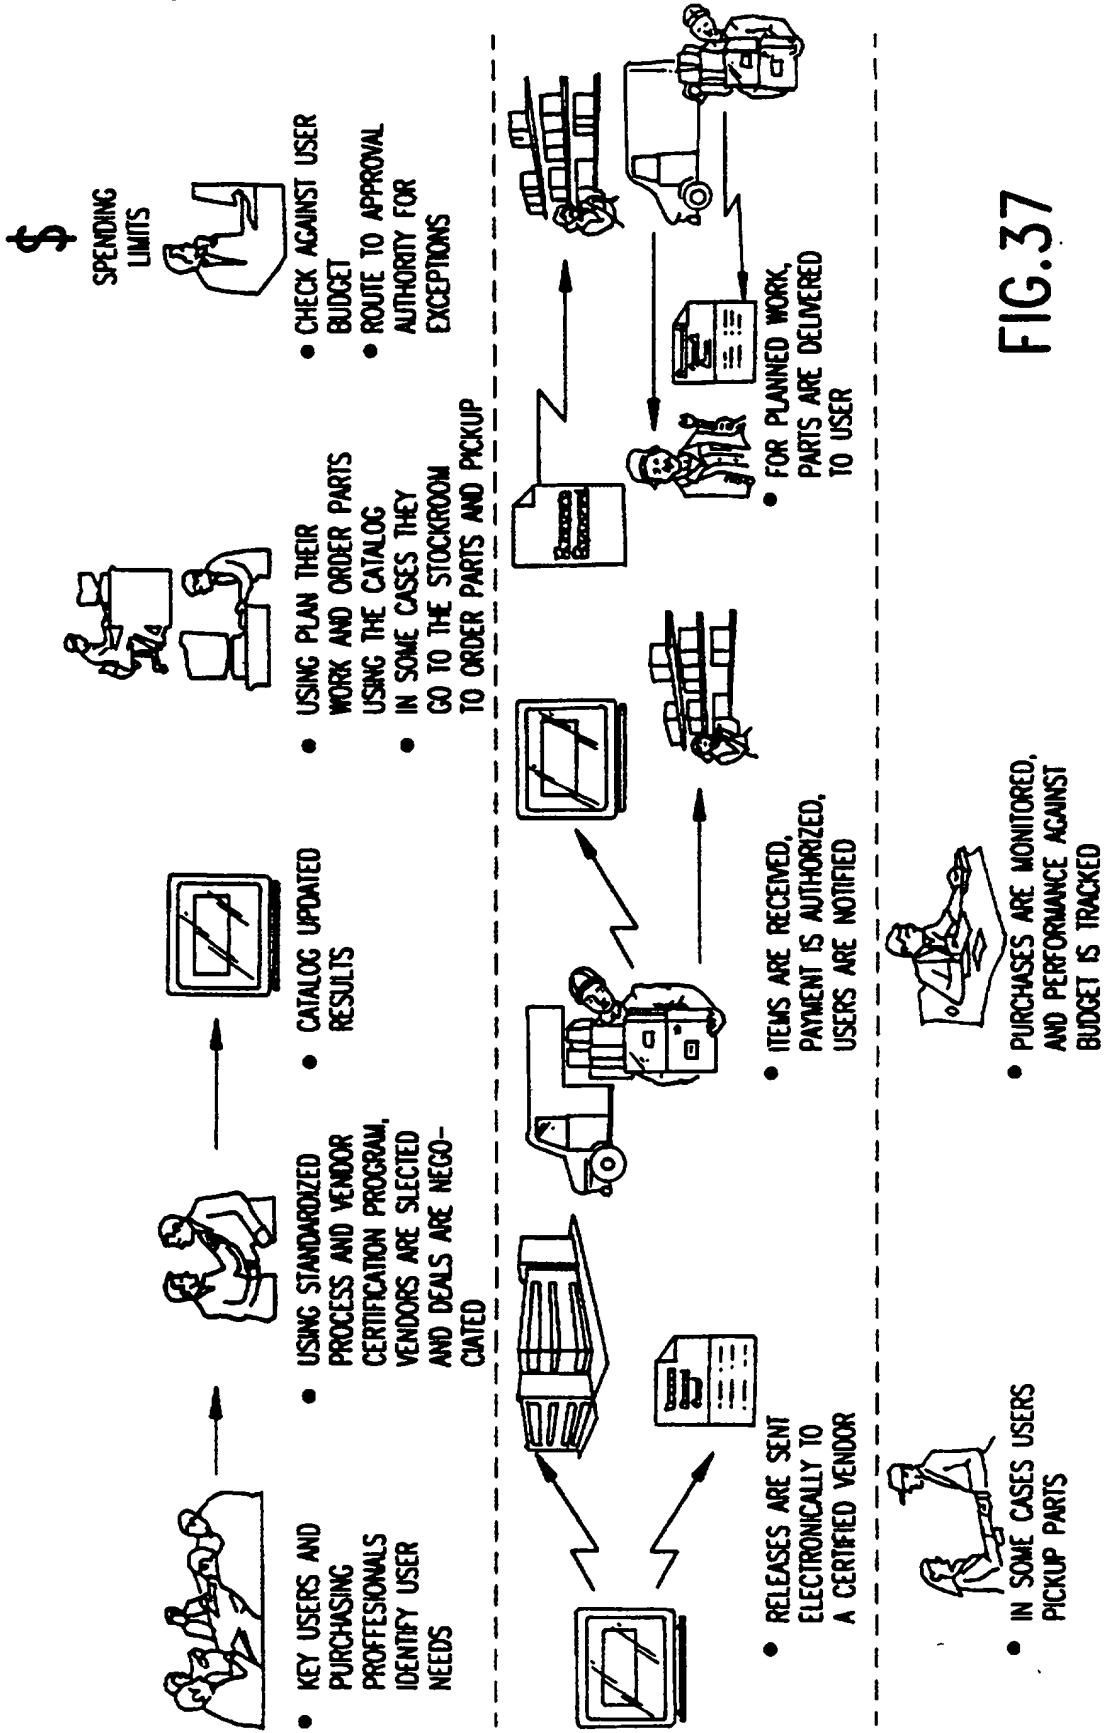 • KEY USERS AND
PURCHASING
PROFFESIONALS
IDENTIFY USER
NEEDS
• USING STANDARDIZED
PROCESS AND VENDOR
CERTIFICATION PROGRAM,
VENDORS ARE SLECTED
AND DEALS ARE NEGO-
CIATED
• CATALOG UPDATED
RESULTS
• USING PLAN THEIR
WORK AND ORDER PARTS
USING THE CATALOG
• IN SOME CASES THEY
GO TO THE STOCKROOM
TO ORDER PARTS AND PICKUP
$
SPENDING
LIMITS
• CHECK AGAINST USER
BUDGET
• ROUTE TO APPROVAL
AUTHORITY FOR
EXCEPTIONS
• RELEASES ARE SENT
ELECTRONICALLY TO
A CERTIFIED VENDOR
• ITEMS ARE RECEIVED,
PAYMENT IS AUTHORIZED,
USERS ARE NOTIFIED
• FOR PLANNED WORK,
PARTS ARE DELIVERED
TO USER
• IN SOME CASES USERS
PICKUP PARTS
• PURCHASES ARE MONITORED,
AND PERFORMANCE AGAINST
BUDGET IS TRACKED
FIG.37